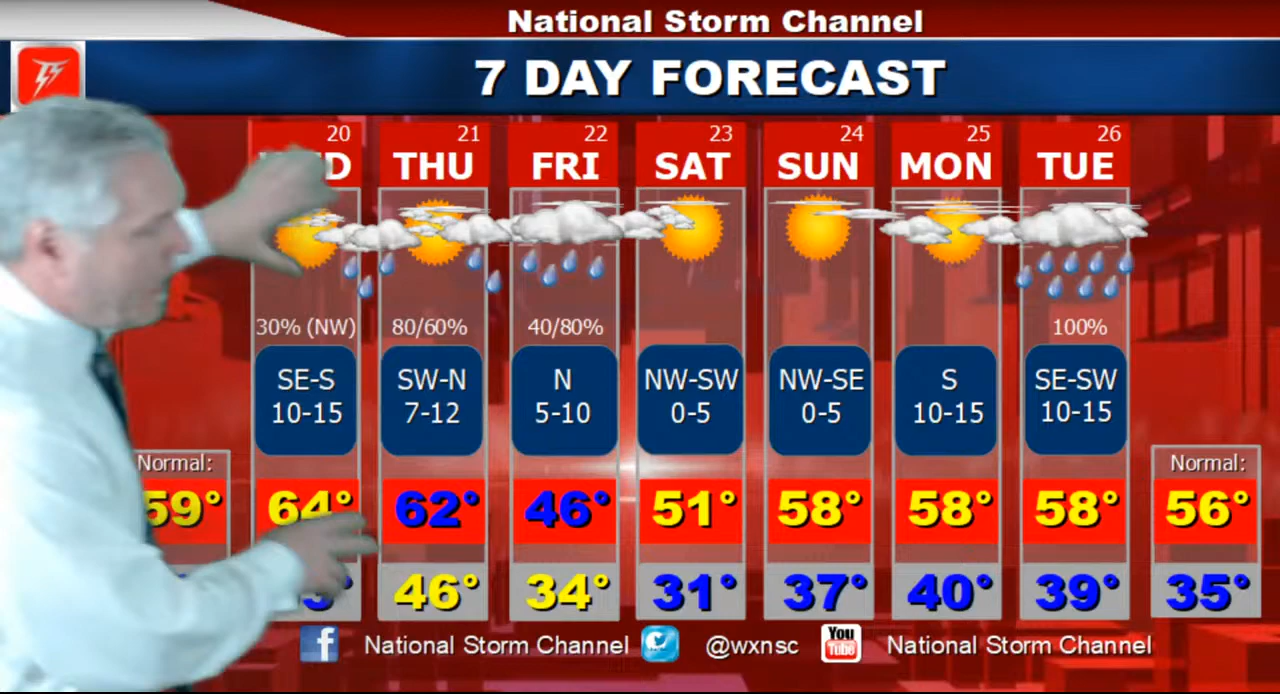 National Storm Channel
7 DAY FORECAST
20 21 22 23 24 25 26
THU FRI SAT SUN MON TUE
30% (NW) 80/60% 40/80% 100%
SE-S SW-N N NW-SW NW-SE S SE-SW
10-15 7-12 5-10 0-5 0-5 10-15 10-15
Normal: Normal:
59° 64° 62° 46° 51° 58° 58° 58° 56°
46° 34° 31° 37° 40° 39° 35°
National Storm Channel @wxnsc You Tube National Storm Channel